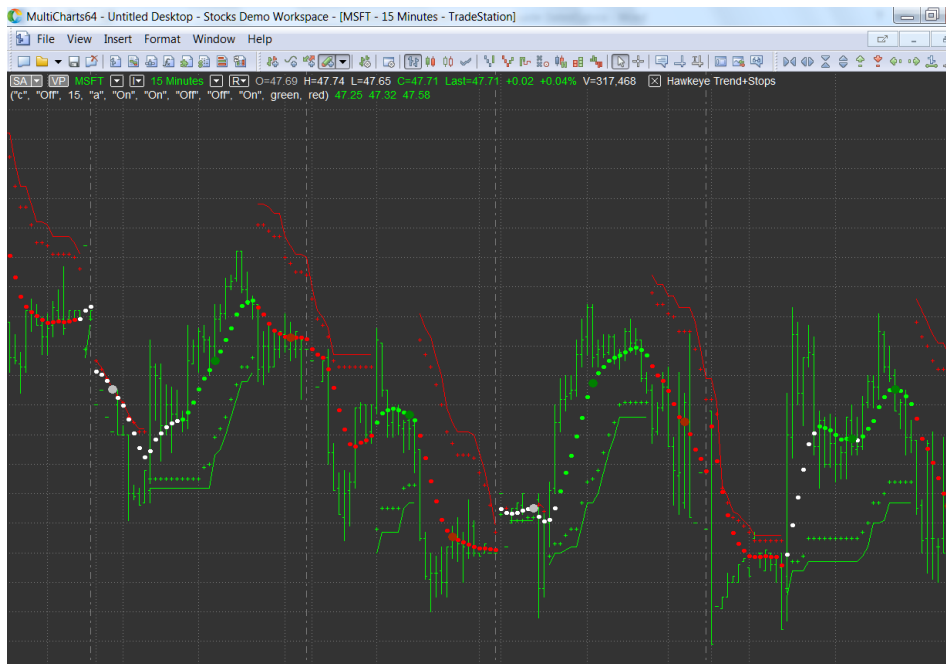 MultiCharts64 - Untitled Desktop - Stocks Demo Workspace - [MSFT - 15 Minutes - TradeStation]
File View Insert Format Window Help
SA VP MSFT 15 Minutes R O=47.69 H=47.74 L=47.65 C=47.71 Last=47.71 +0.02 +0.04% V=317,468 Hawkeye Trend+Stops
("c", "Off", 15, "a", "On", "On", "Off", "Off", "On", green, red) 47.25 47.32 47.58